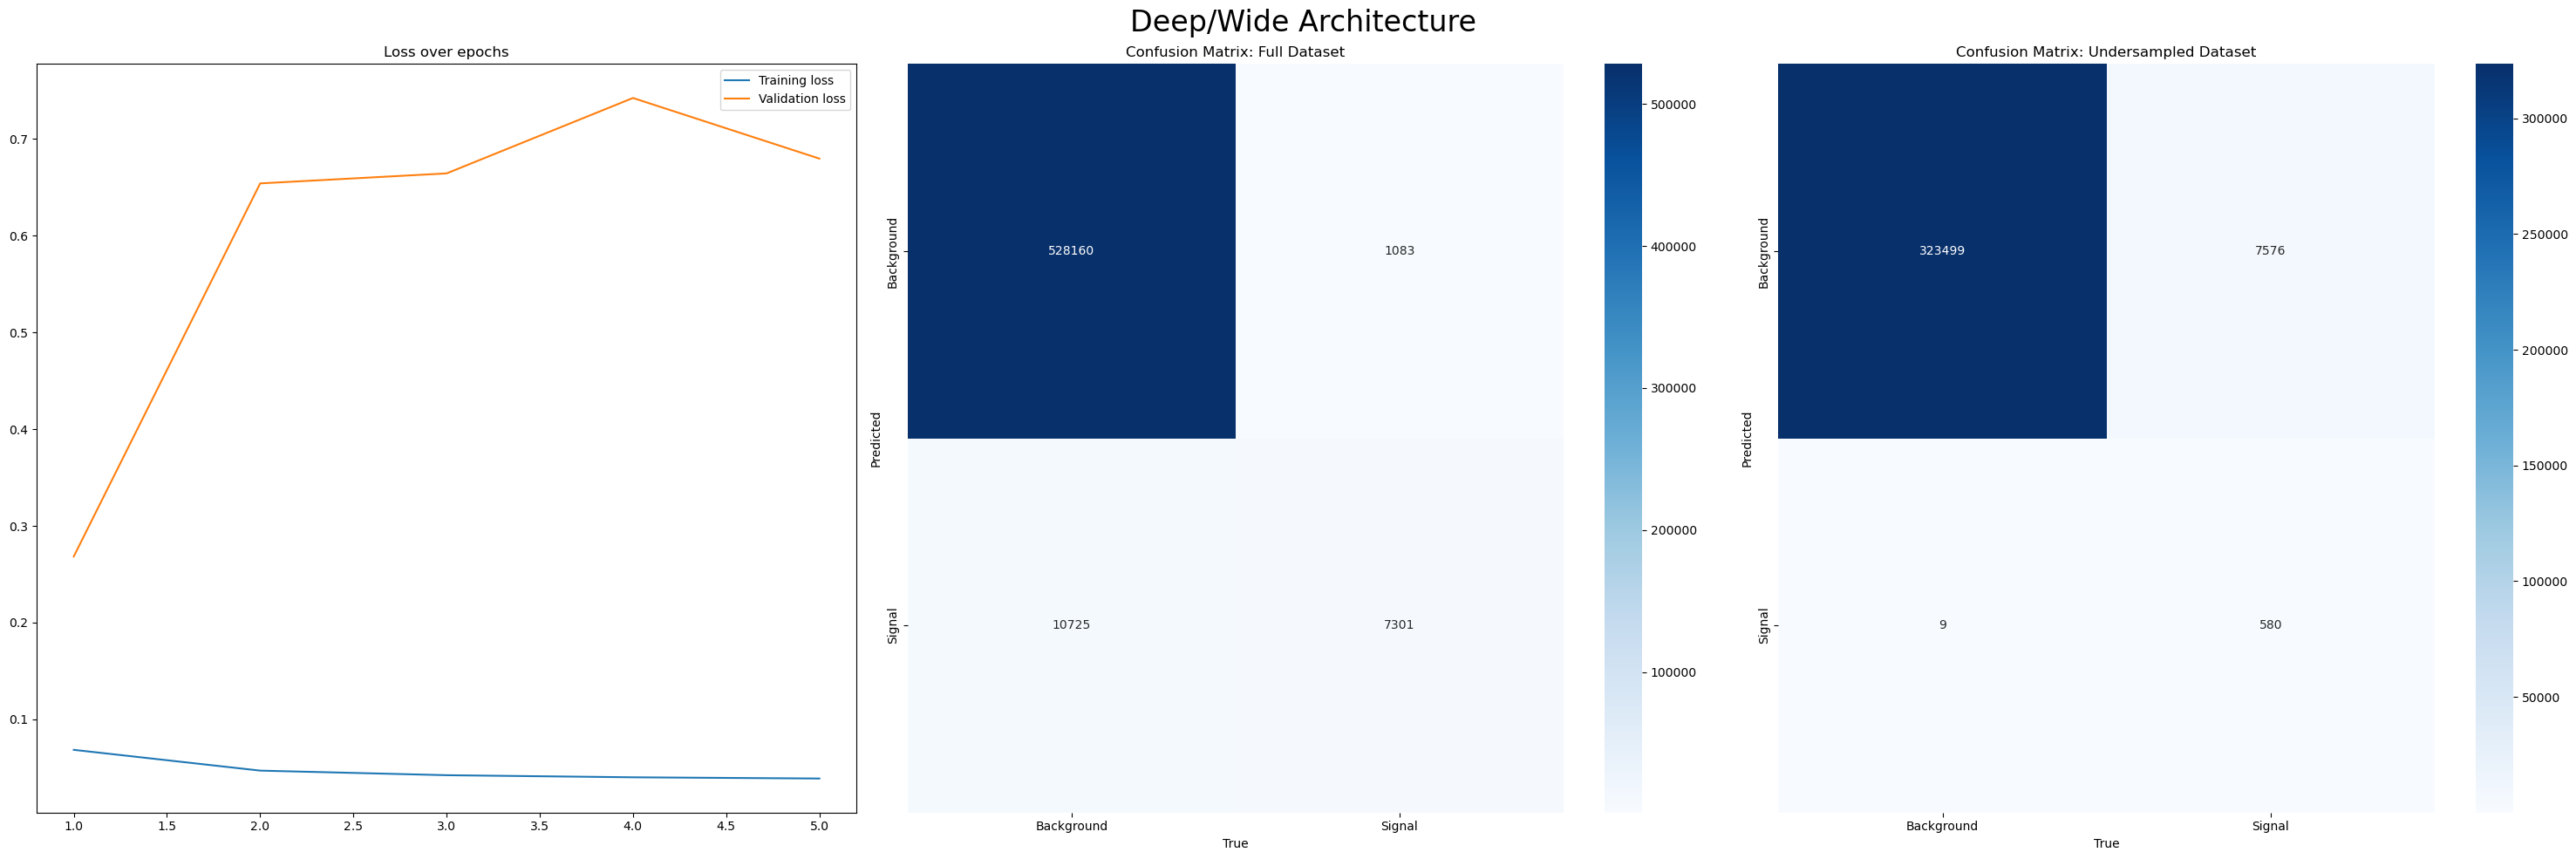 Deep/Wide Architecture
Loss over epochs
Training loss
Validation loss
0.7
0.6
0.5
0.4
0.3
0.2
0.1
1.0 1.5 2.0 2.5 3.0 3.5 4.0 4.5 5.0
Confusion Matrix: Full Dataset
Predicted
Background
Signal
528160 1083
10725 7301
Background Signal
True
500000
400000
300000
200000
100000
Confusion Matrix: Undersampled Dataset
Predicted
Background
Signal
323499 7576
9 580
Background Signal
True
300000
250000
200000
150000
100000
50000